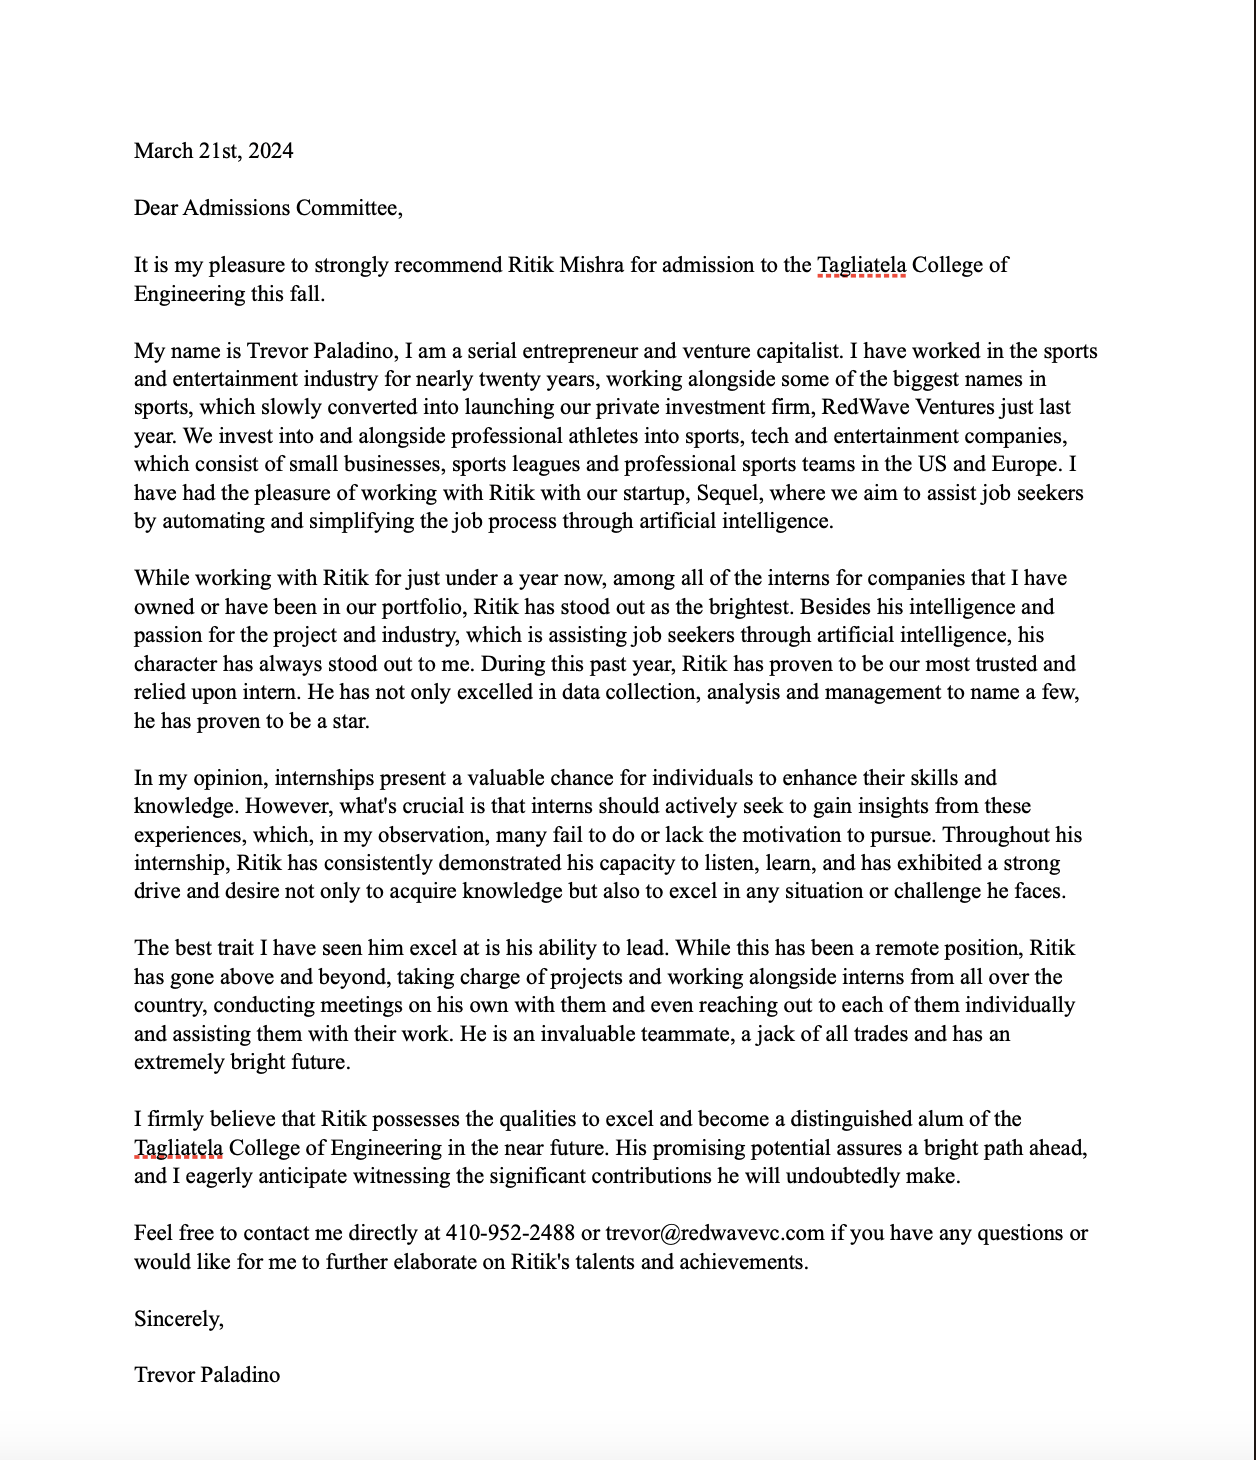 March 21st, 2024
Dear Admissions Committee,
It is my pleasure to strongly recommend Ritik Mishra for admission to the Tagliatela College of
Engineering this fall.
My name is Trevor Paladino, I am a serial entrepreneur and venture capitalist. I have worked in the sports
and entertainment industry for nearly twenty years, working alongside some of the biggest names in
sports, which slowly converted into launching our private investment firm, RedWave Ventures just last
year. We invest into and alongside professional athletes into sports, tech and entertainment companies,
which consist of small businesses, sports leagues and professional sports teams in the US and Europe. I
have had the pleasure of working with Ritik with our startup, Sequel, where we aim to assist job seekers
by automating and simplifying the job process through artificial intelligence.
While working with Ritik for just under a year now, among all of the interns for companies that I have
owned or have been in our portfolio, Ritik has stood out as the brightest. Besides his intelligence and
passion for the project and industry, which is assisting job seekers through artificial intelligence, his
character has always stood out to me. During this past year, Ritik has proven to be our most trusted and
relied upon intern. He has not only excelled in data collection, analysis and management to name a few,
he has proven to be a star.
In my opinion, internships present a valuable chance for individuals to enhance their skills and
knowledge. However, what's crucial is that interns should actively seek to gain insights from these
experiences, which, in my observation, many fail to do or lack the motivation to pursue. Throughout his
internship, Ritik has consistently demonstrated his capacity to listen, learn, and has exhibited a strong
drive and desire not only to acquire knowledge but also to excel in any situation or challenge he faces.
The best trait I have seen him excel at is his ability to lead. While this has been a remote position, Ritik
has gone above and beyond, taking charge of projects and working alongside interns from all over the
country, conducting meetings on his own with them and even reaching out to each of them individually
and assisting them with their work. He is an invaluable teammate, a jack of all trades and has an
extremely bright future.
I firmly believe that Ritik possesses the qualities to excel and become a distinguished alum of the
Tagliatela College of Engineering in the near future. His promising potential assures a bright path ahead,
and I eagerly anticipate witnessing the significant contributions he will undoubtedly make.
Feel free to contact me directly at 410-952-2488 or trevor@redwavevc.com if you have any questions or
would like for me to further elaborate on Ritik's talents and achievements.
Sincerely,
Trevor Paladino